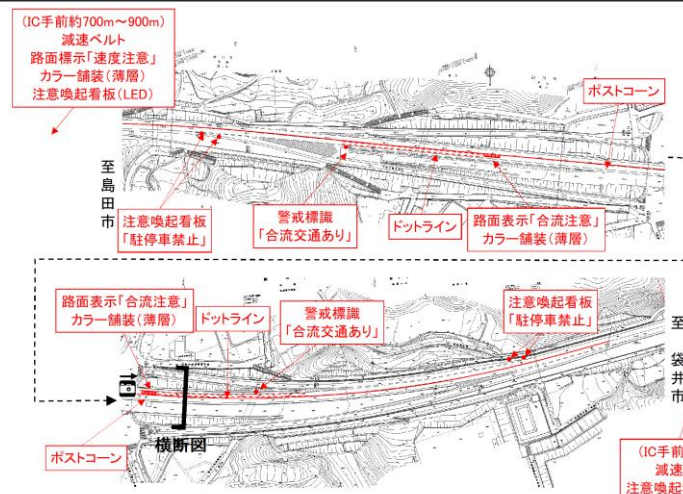 (IC手前約700m~900m)
減速ベルト
路面標示「速度注意」
カラー舗装(薄層)
注意喚起看板(LED)
ポストコーン
至島田市
注意喚起看板
「駐停車禁止」
警戒標識
「合流交通あり」
ドットライン
路面表示「合流注意」
カラー舗装(薄層)
路面表示「合流注意」
カラー舗装(薄層)
ドットライン
警戒標識
「合流交通あり」
注意喚起看板
「駐停車禁止」
至 袋井市
横断図
ポストコーン
(IC手前
減速
注意喚起